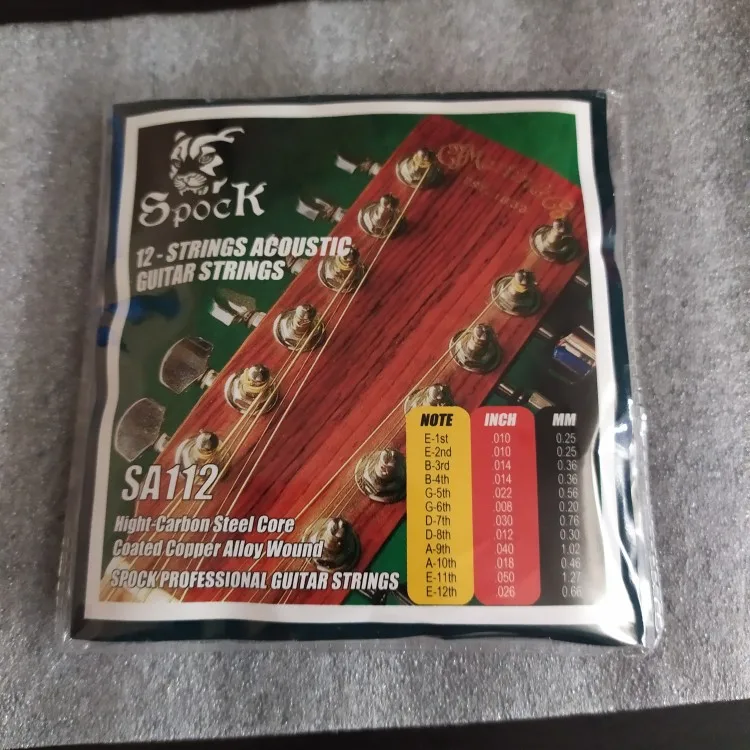 Spock
12 - STRINGS ACOUSTIC
GUITAR STRINGS
NOTE INCH MM
E-1st .010 0.25
E-2nd .010 0.25
B-3rd .014 0.36
B-4th .014 0.36
G-5th .022 0.56
G-6th .008 0.20
D-7th .030 0.76
D-8th .012 0.30
A-9th .040 1.02
A-10th .018 0.46
E-11th .050 1.27
E-12th .026 0.66
SA112
Hight-Carbon Steel Core
Coated Copper Alloy Wound
SPOCK PROFESSIONAL GUITAR STRINGS